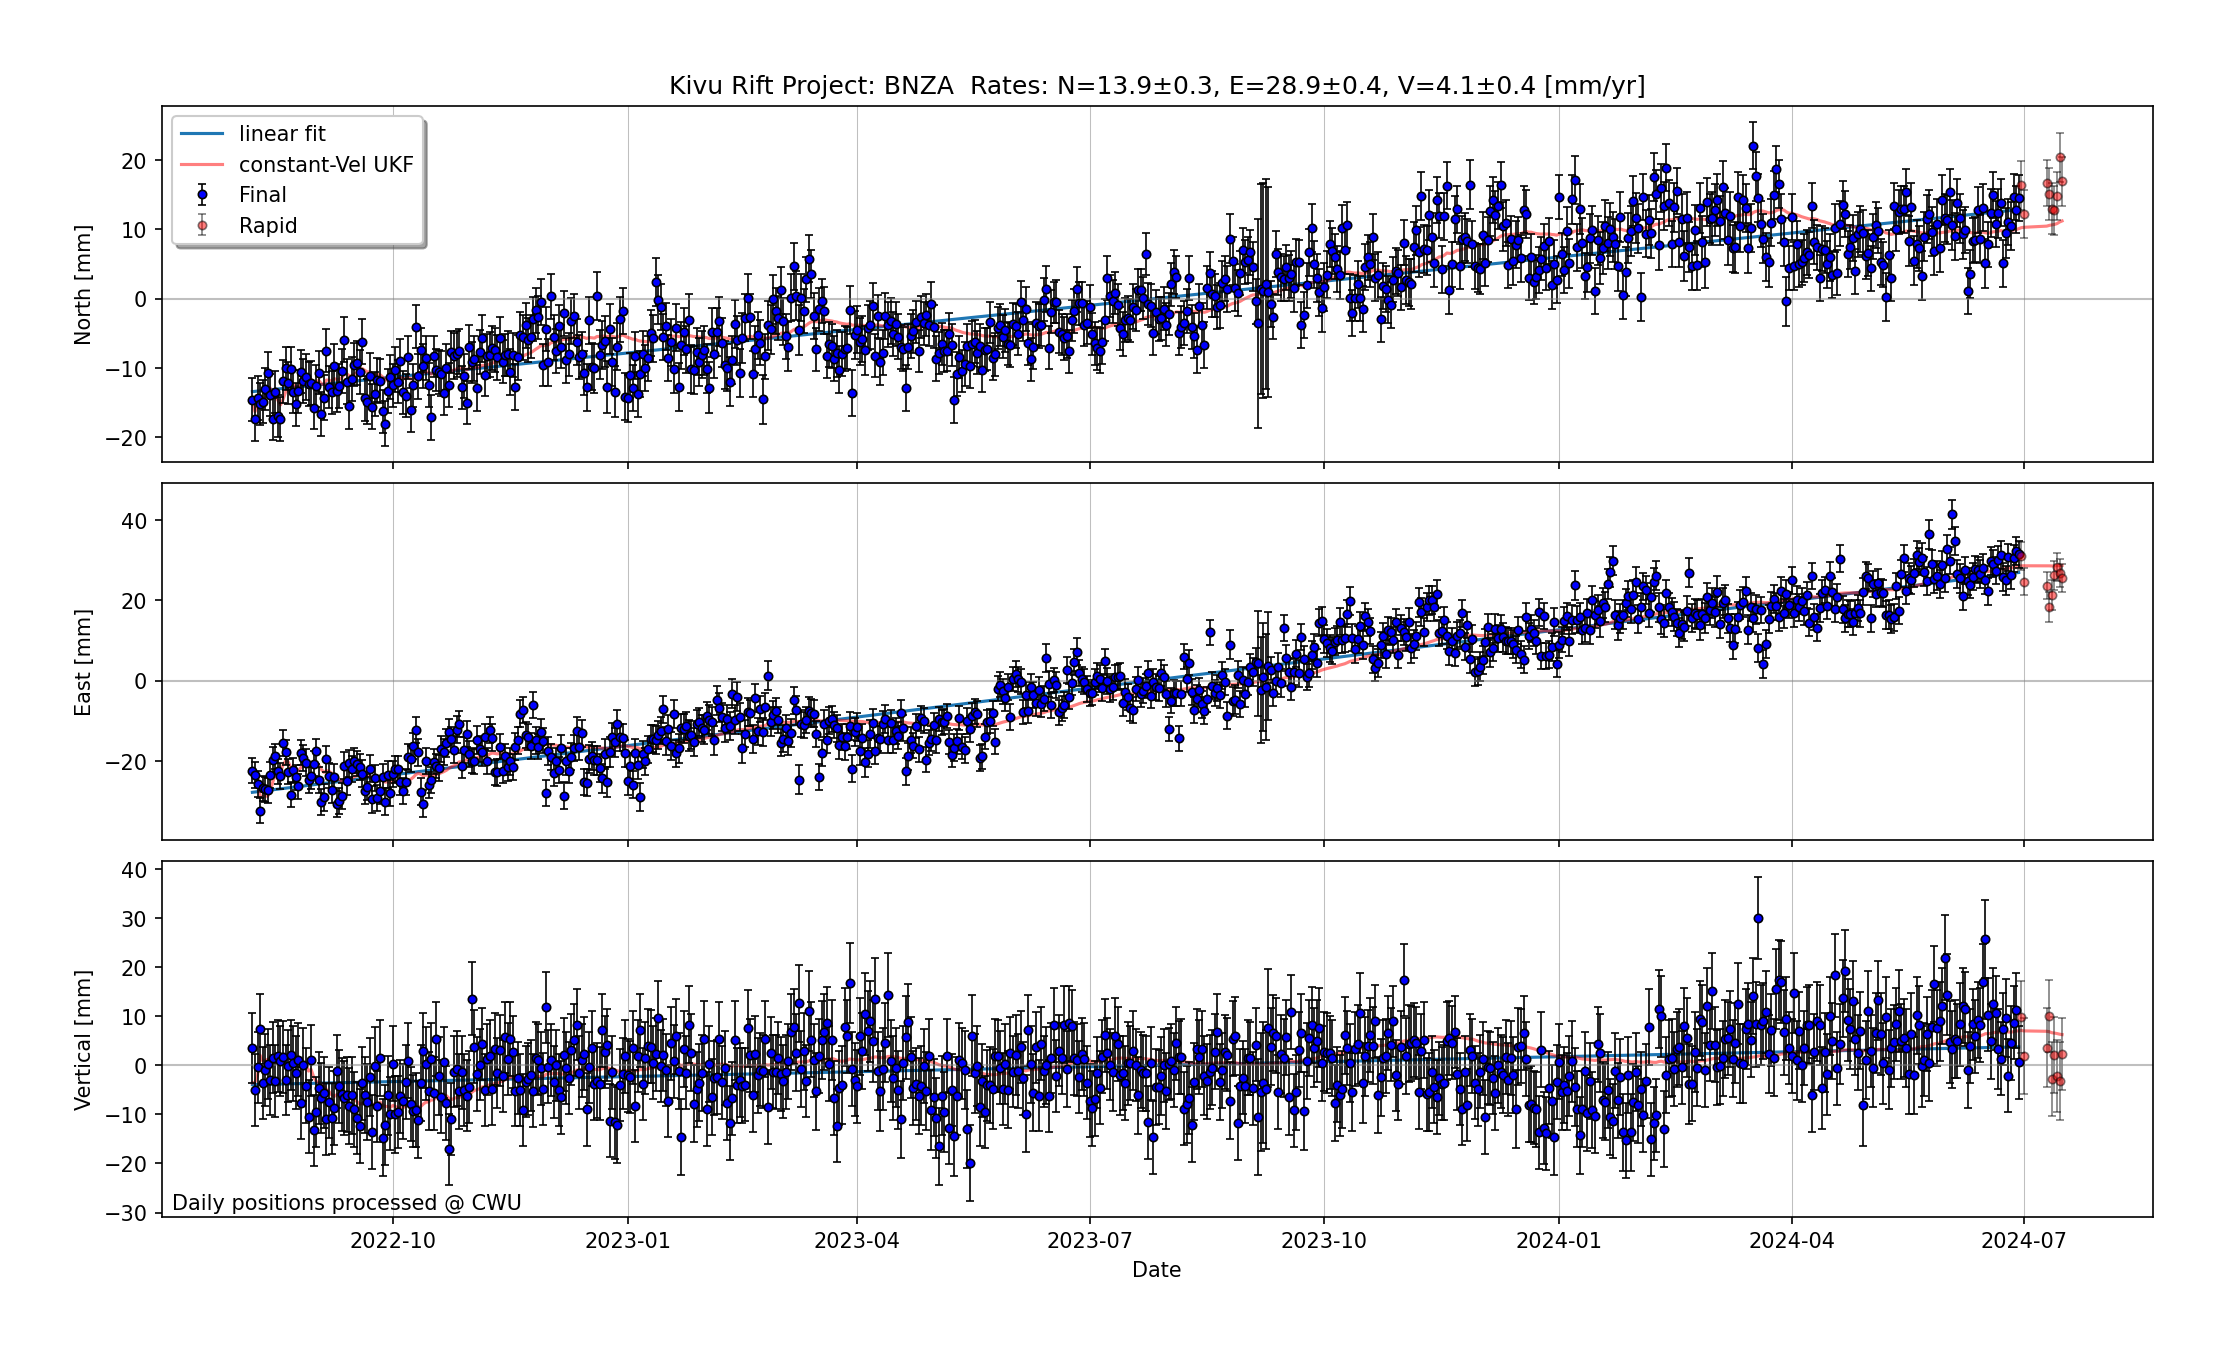 Kivu Rift Project: BNZA  Rates: N=13.9±0.3, E=28.9±0.4, V=4.1±0.4 [mm/yr]
linear fit
constant-Vel UKF
Final
Rapid
North [mm]
20
10
0
−10
−20
East [mm]
40
20
0
−20
Vertical [mm]
40
30
20
10
0
−10
−20
−30
Daily positions processed @ CWU
2022-10 2023-01 2023-04 2023-07 2023-10 2024-01 2024-04 2024-07
Date